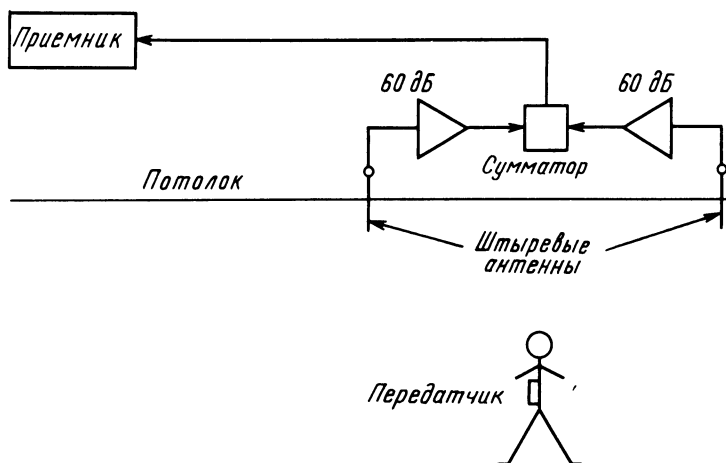 Приемник
60 дБ
60 дБ
Сумматор
Потолок
Штыревые
антенны
Передатчик